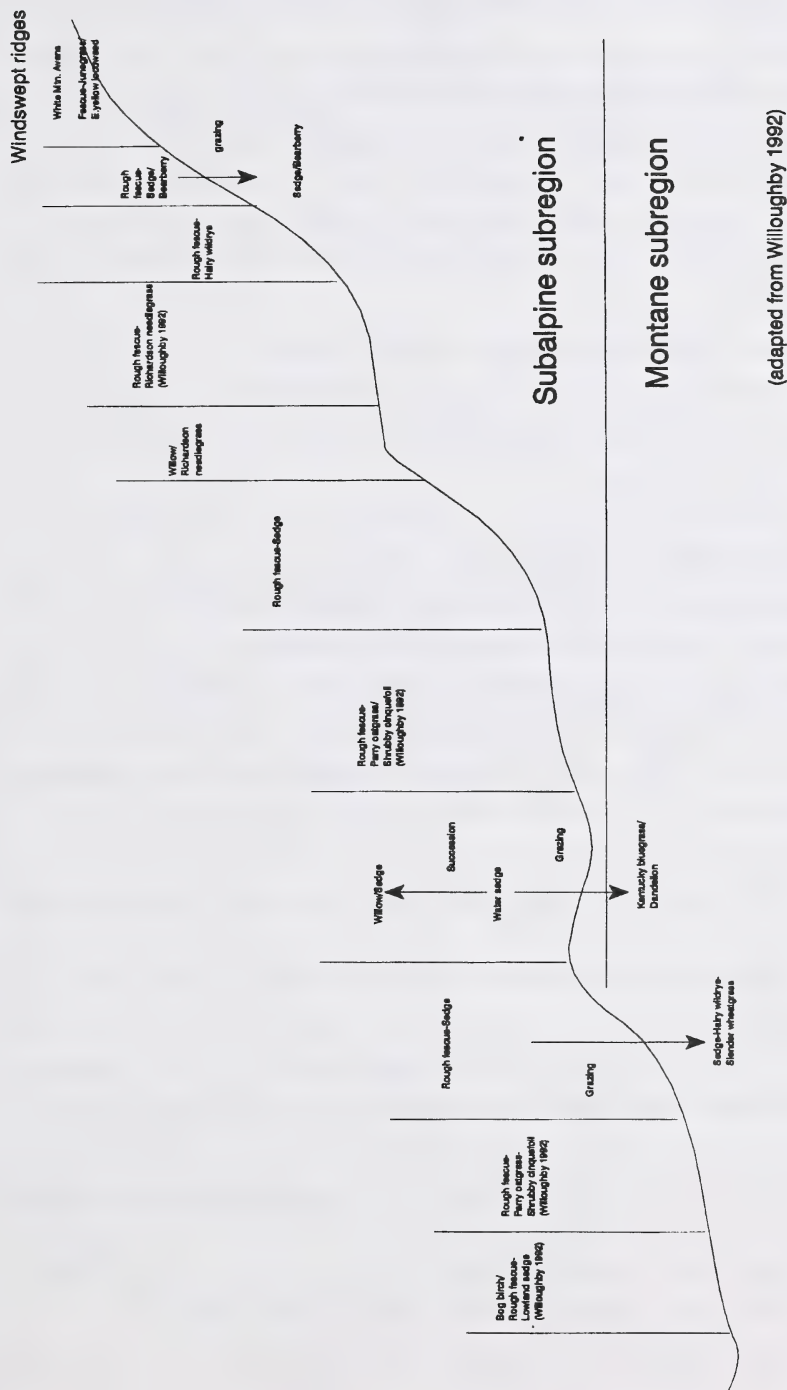 Windswept ridges
White Mtn. Avens
Fescue-Junegrass/
Rough
fescue-
Sedge/
Bearberry
grazing
Sedge/Bearberry
Rough fescue-
Hairy wildrye
Rough fescue-
Richardson needlegrass
(Willoughby 1992)
Willow/
Richardson
needlegrass
Rough fescue-Sedge
Subalpine subregion
Montane subregion
Rough fescue-
Parry oatgrass/
Shrubby cinquefoil
(Willoughby 1992)
Willow/Sedge
Succession
Water sedge
Grazing
Kentucky bluegrass/
Dandelion
Rough fescue-Sedge
Grazing
Sedge-Hairy wildrye-
Slender wheatgrass
Rough fescue-
Parry oatgrass-
Shrubby cinquefoil
(Willoughby 1992)
Bog birch/
Rough fescue-
Lowland sedge
(Willoughby 1992)
(adapted from Willoughby 1992)